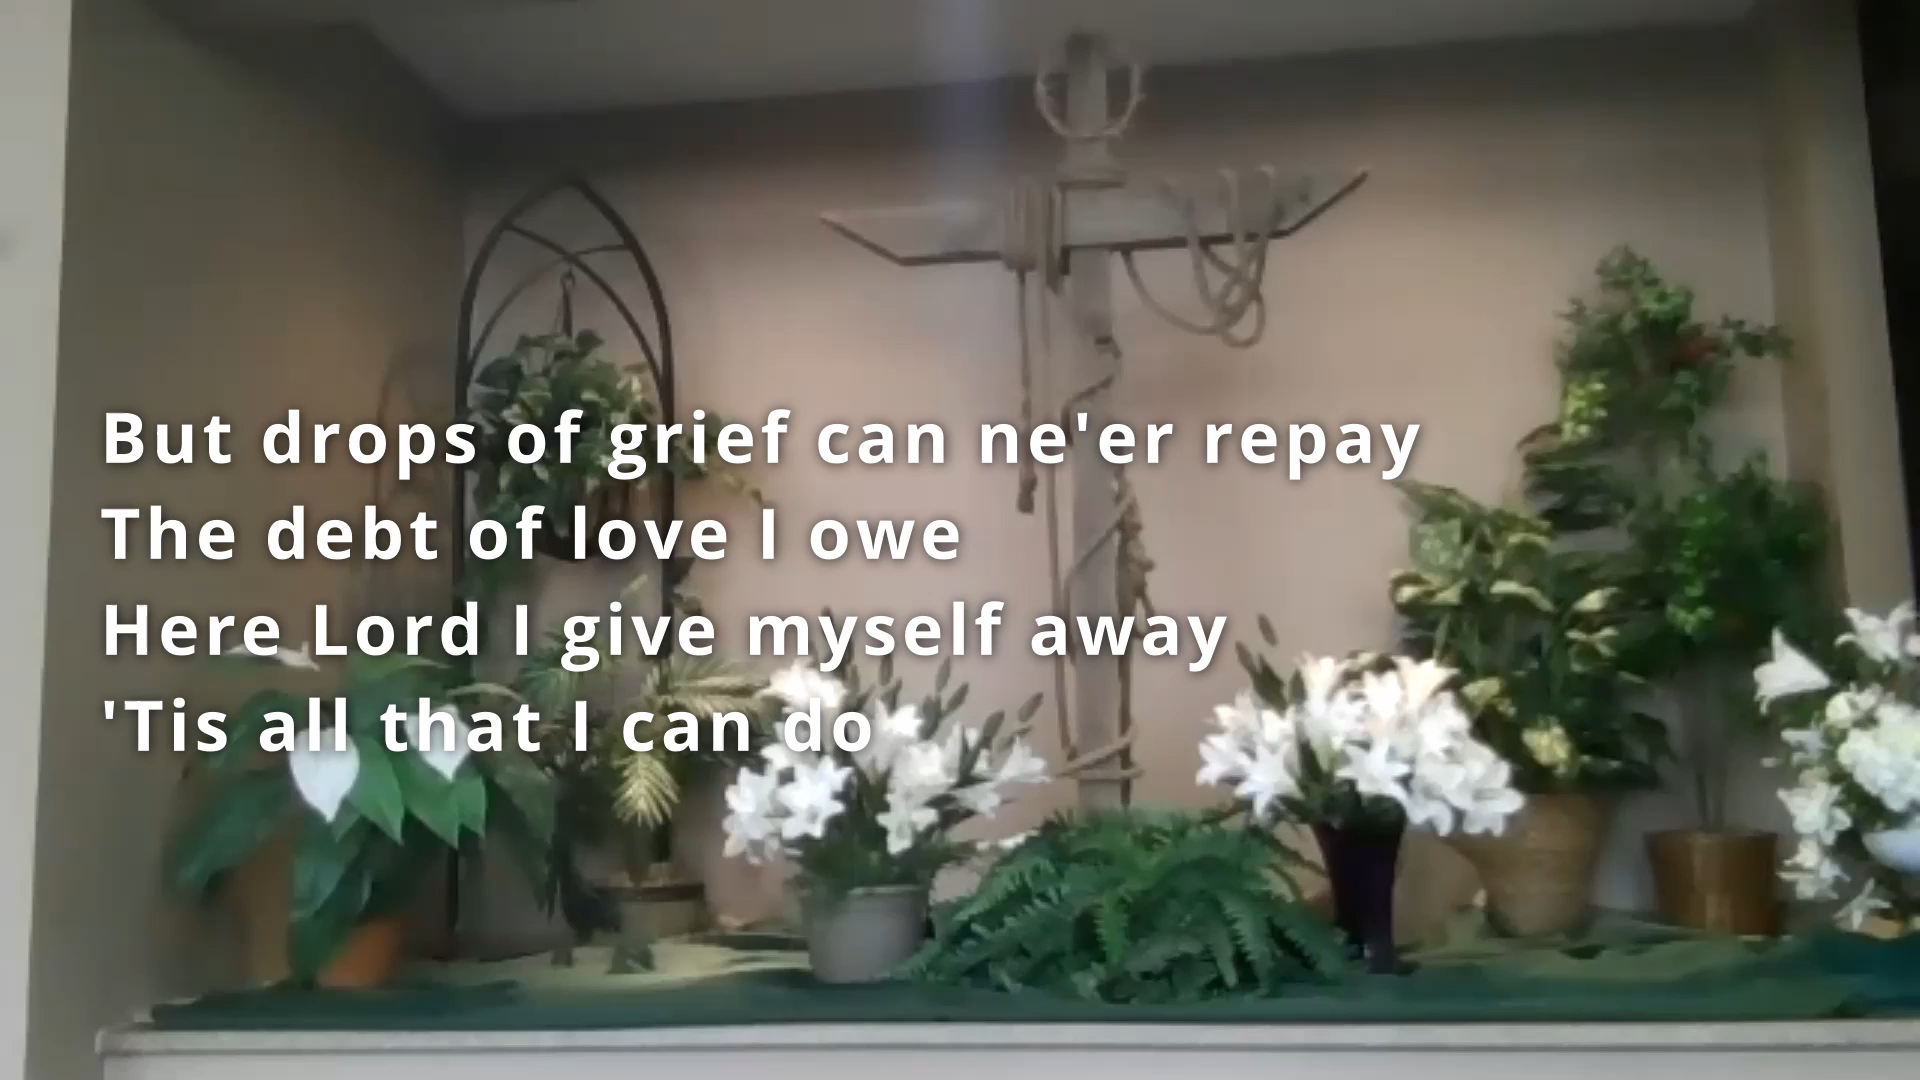 But drops of grief can ne'er repay
The debt of love I owe
Here Lord I give myself away
'Tis all that I can do